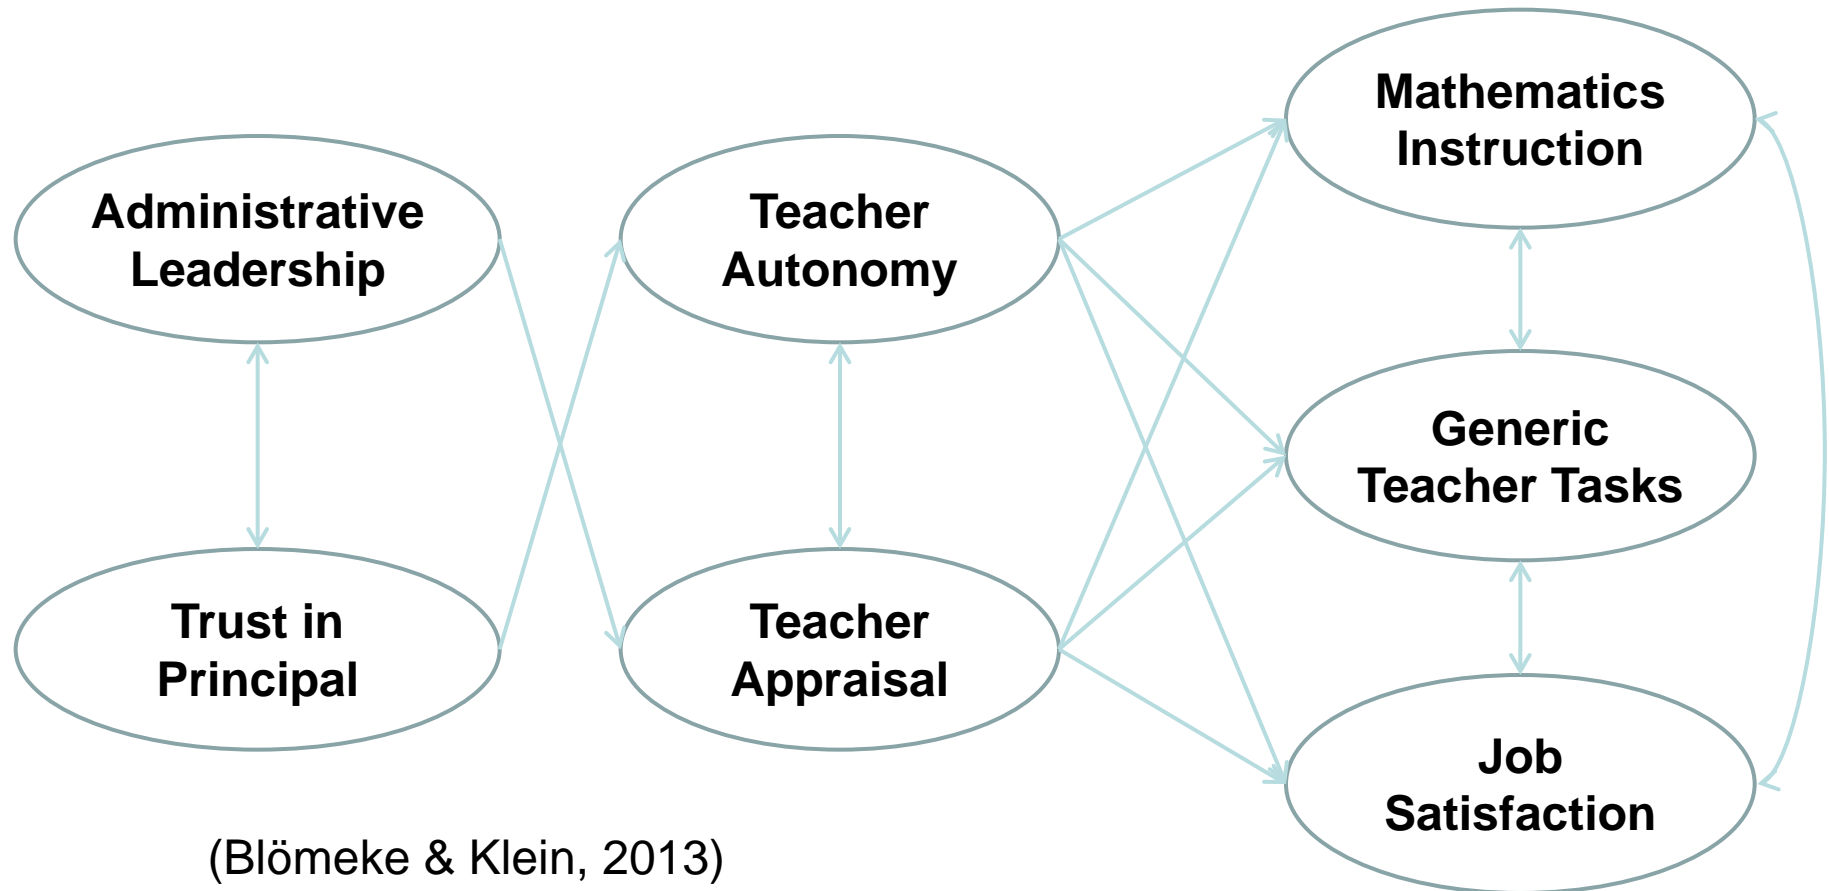 Administrative
Leadership
Trust in
Principal
Teacher
Autonomy
Teacher
Appraisal
Mathematics
Instruction
Generic
Teacher Tasks
Job
Satisfaction
(Blömeke & Klein, 2013)